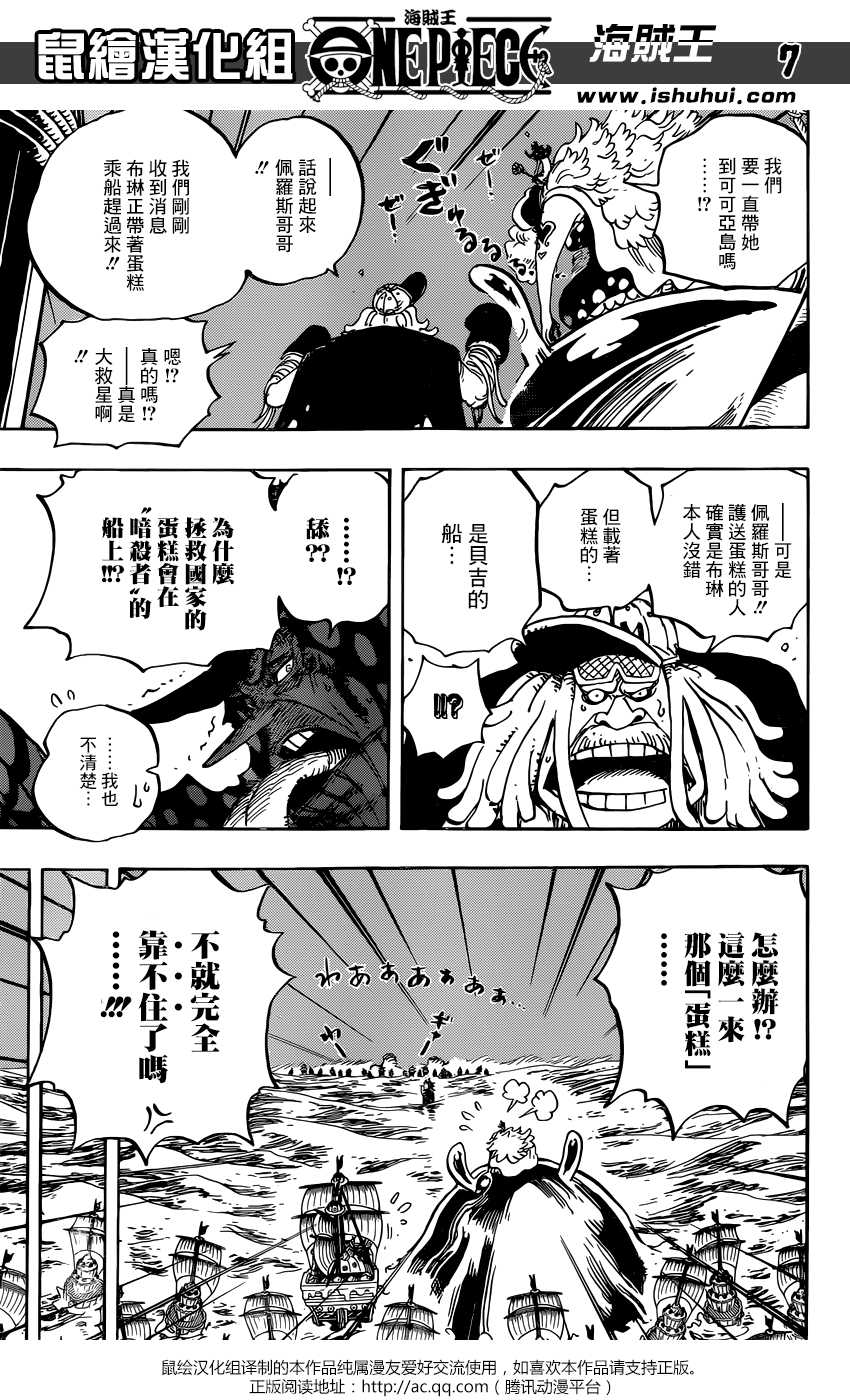 鼠繪漢化組
海賊王
ONE PIECE
海賊王
7
www.ishuhui.com
我們
要一直帶她
到可可亞島嗎
……!?
ぐぎゅるるるる
ぜー
ぜー!
——
話說起來
佩羅斯哥哥
!!
我們剛剛
收到消息
布琳正帶著蛋糕
乘船趕過來!!
嗯!?
真的嗎!?
——真是
大救星啊
!!
——可是
佩羅斯哥哥!!
護送蛋糕的人
確實是布琳
本人沒錯
但載著
蛋糕的…
是貝吉的
船…
!!?
……!?
舔??
為什麼
拯救國家的
蛋糕會在
"暗殺者"的
船上!!?
……我也
不清楚…
怎麼辦!?
這麼一來
那個「蛋糕」
……
不就完全
靠不住了嗎
……!!!
わああああぁぁ…
鼠绘汉化组译制的本作品纯属漫友爱好交流使用，如喜欢本作品请支持正版。
正版阅读地址：http://ac.qq.com（腾讯动漫平台）